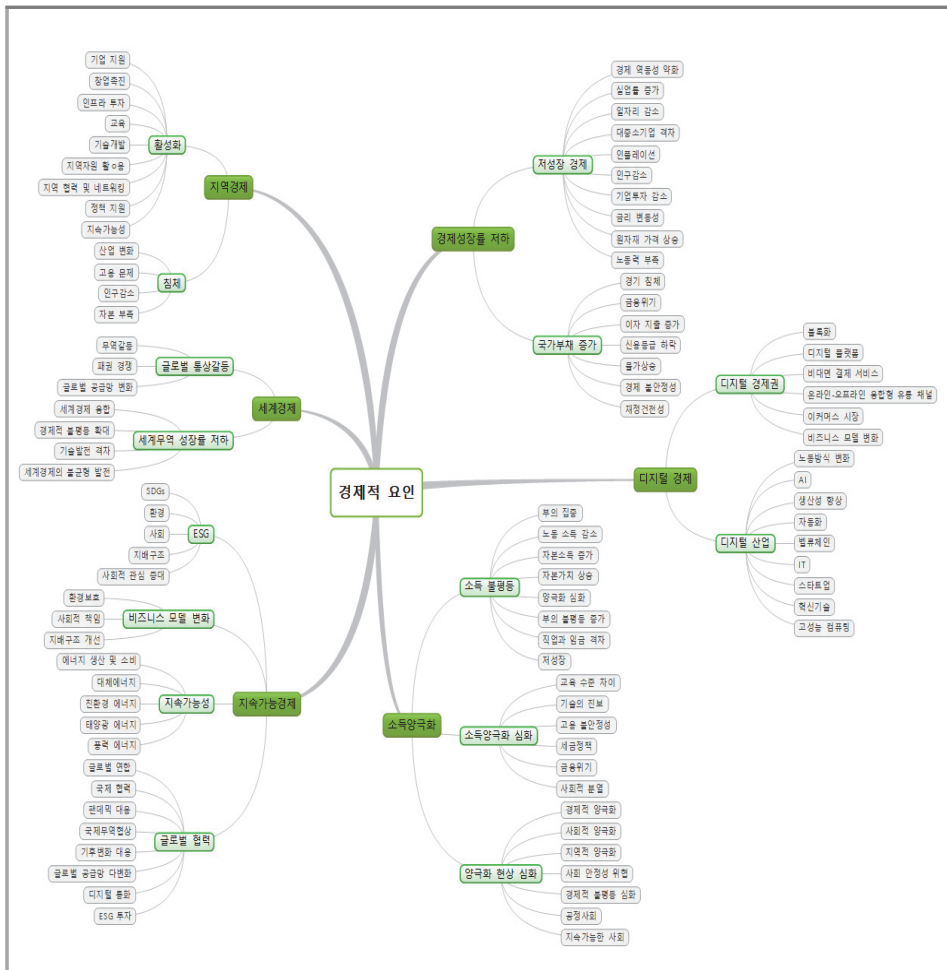 경제적 요인
지역경제
활성화
기업 지원
창업촉진
인프라 투자
교육
기술개발
지역자원 활ㅇ용
지역 협력 및 네트워킹
정책 지원
지속가능성
침체
산업 변화
고용 문제
인구감소
자본 부족
세계경제
글로벌 통상갈등
무역갈등
패권 경쟁
글로벌 공급망 변화
세계무역 성장률 저하
세계경제 융합
경제적 불평등 확대
기술발전 격차
세계경제의 불균형 발전
지속가능경제
ESG
SDGs
환경
사회
지배구조
사회적 관심 증대
비즈니스 모델 변화
환경보호
사회적 책임
지배구조 개선
지속가능성
에너지 생산 및 소비
대체에너지
친환경 에너지
태양광 에너지
풍력 에너지
글로벌 협력
글로벌 연합
국제 협력
팬데믹 대응
국제무역협상
기후변화 대응
글로벌 공급망 다변화
디지털 통화
ESG 투자
경제성장률 저하
저성장 경제
경제 역동성 약화
실업률 증가
일자리 감소
대중소기업 격차
인플레이션
인구감소
기업투자 감소
금리 변동성
원자재 가격 상승
노동력 부족
국가부채 증가
경기 침체
금융위기
이자 지출 증가
신용등급 하락
물가상승
경제 불안정성
재정건전성
디지털 경제
디지털 경제권
블록화
디지털 플랫폼
비대면 결제 서비스
온라인-오프라인 융합형 유통 채널
이커머스 시장
비즈니스 모델 변화
디지털 산업
노동방식 변화
AI
생산성 향상
자동화
밸류체인
IT
스타트업
혁신기술
고성능 컴퓨팅
소득양극화
소득 불평등
부의 집중
노동 소득 감소
자본소득 증가
자본가치 상승
양극화 심화
부의 불평등 증가
직업과 임금 격차
저성장
소득양극화 심화
교육 수준 차이
기술의 진보
고용 불안정성
세금정책
금융위기
사회적 분열
양극화 현상 심화
경제적 양극화
사회적 양극화
지역적 양극화
사회 안정성 위협
경제적 불평등 심화
공정사회
지속가능한 사회